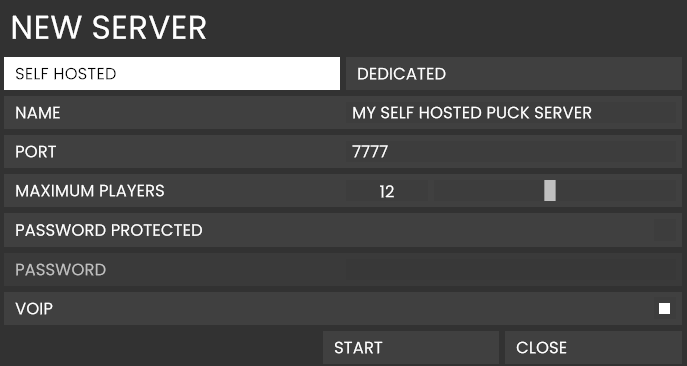 NEW SERVER
SELF HOSTED DEDICATED
NAME MY SELF HOSTED PUCK SERVER
PORT 7777
MAXIMUM PLAYERS 12
PASSWORD PROTECTED
PASSWORD
VOIP
START CLOSE